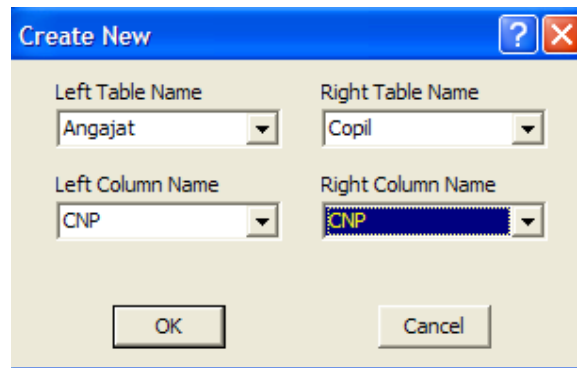 Create New
Left Table Name Right Table Name
Angajat Copil
Left Column Name Right Column Name
CNP CNP
OK Cancel